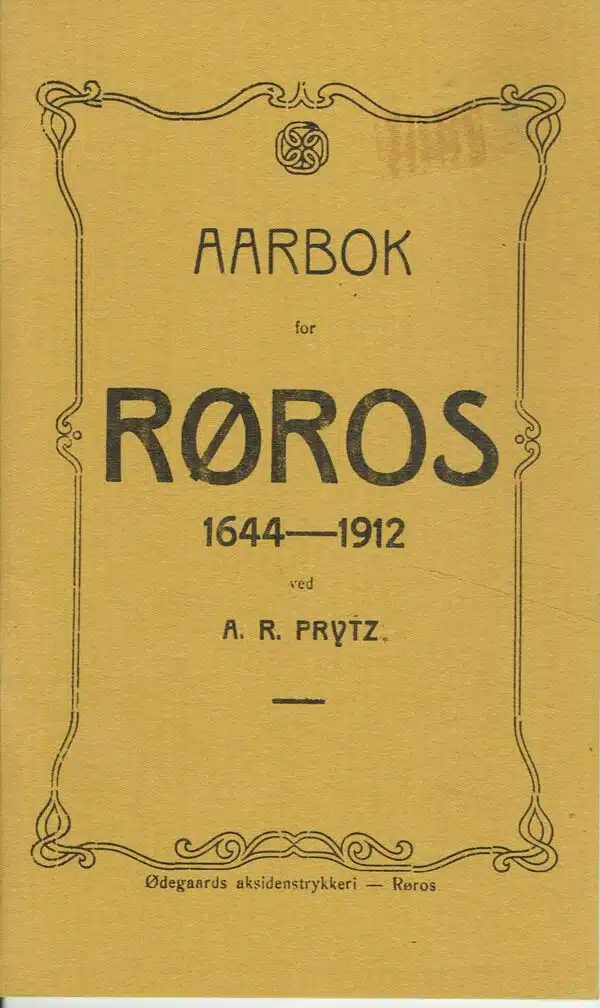 AARBOK
for
RØROS
1644—1912
ved
A. R. PRYTZ.
Ødegaards aksidenstrykkeri — Røros